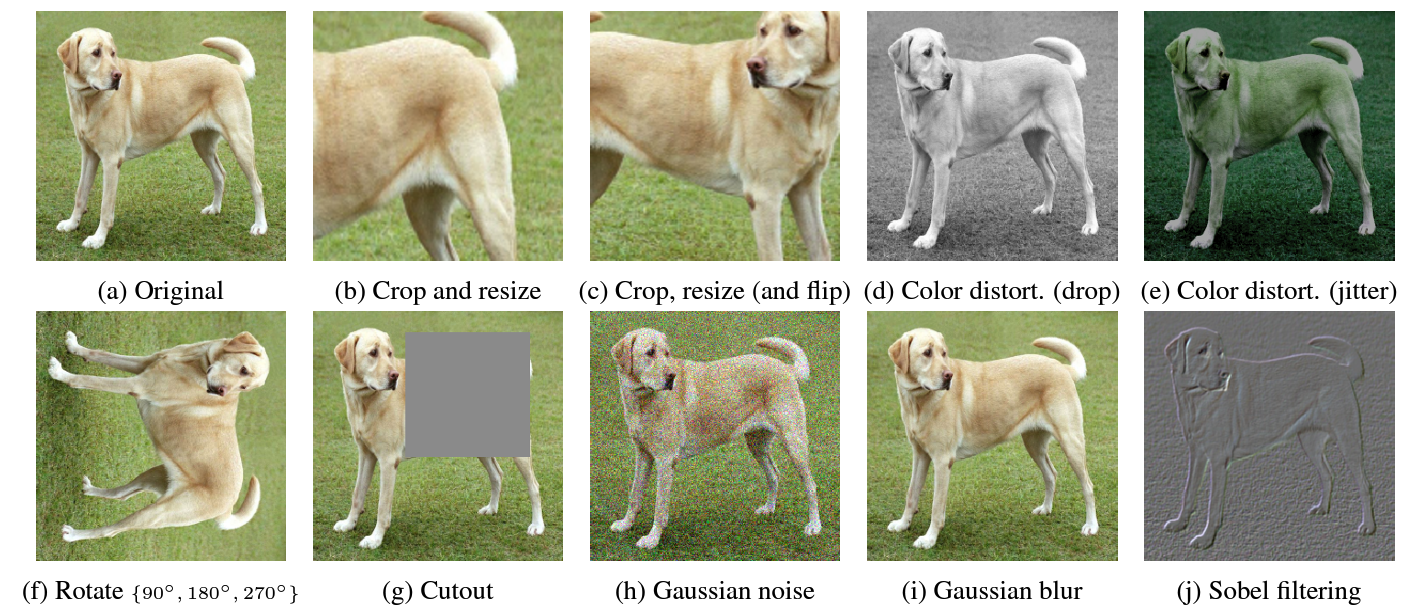 (a) Original
(b) Crop and resize
(c) Crop, resize (and flip)
(d) Color distort. (drop)
(e) Color distort. (jitter)
(f) Rotate {90°, 180°, 270°}
(g) Cutout
(h) Gaussian noise
(i) Gaussian blur
(j) Sobel filtering